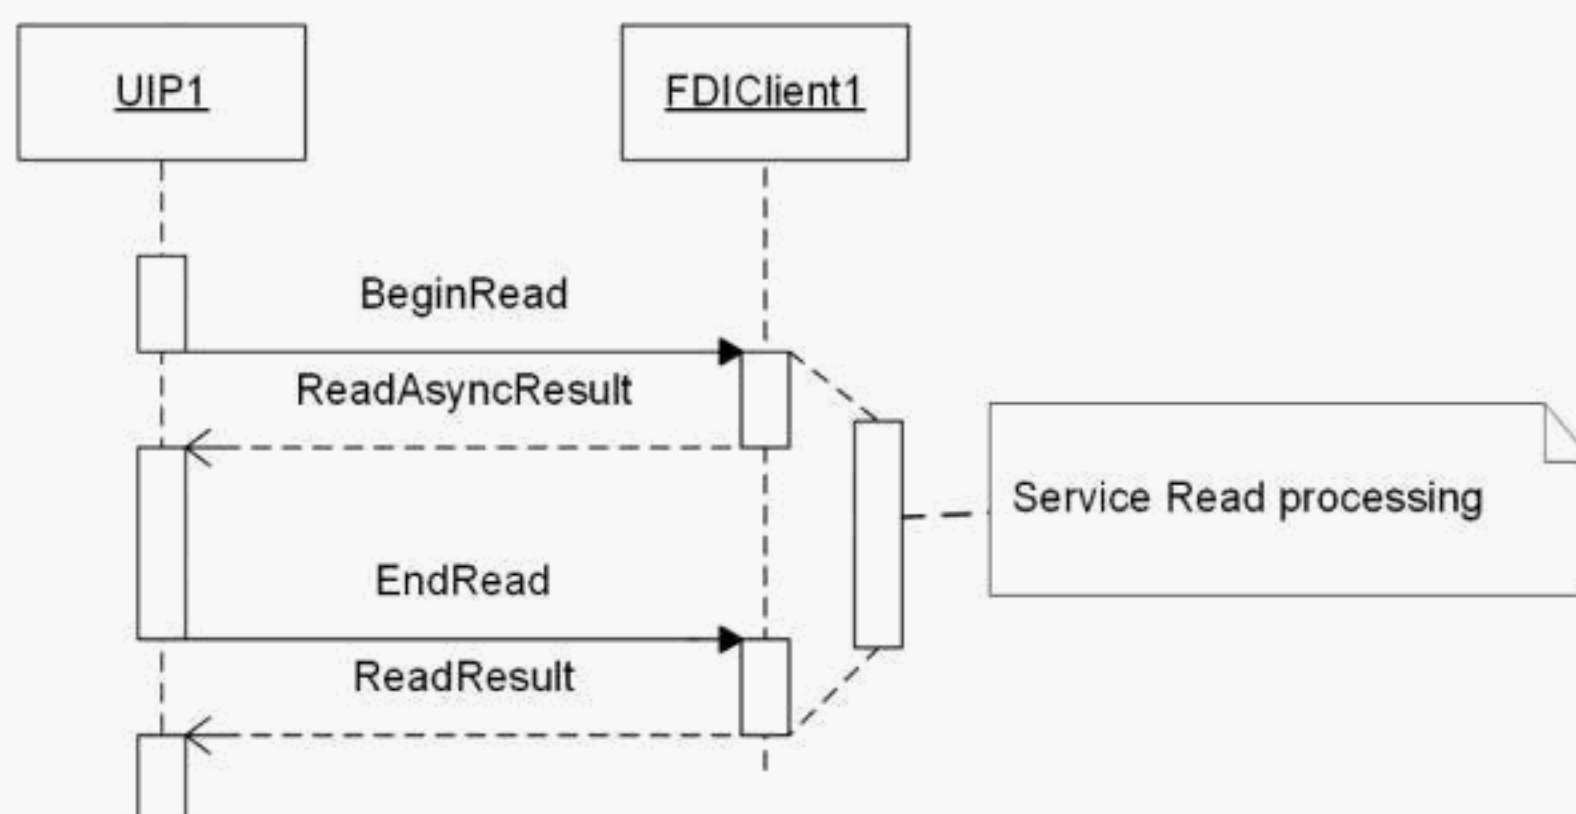 UIP1
FDIClient1
BeginRead
ReadAsyncResult
Service Read processing
EndRead
ReadResult